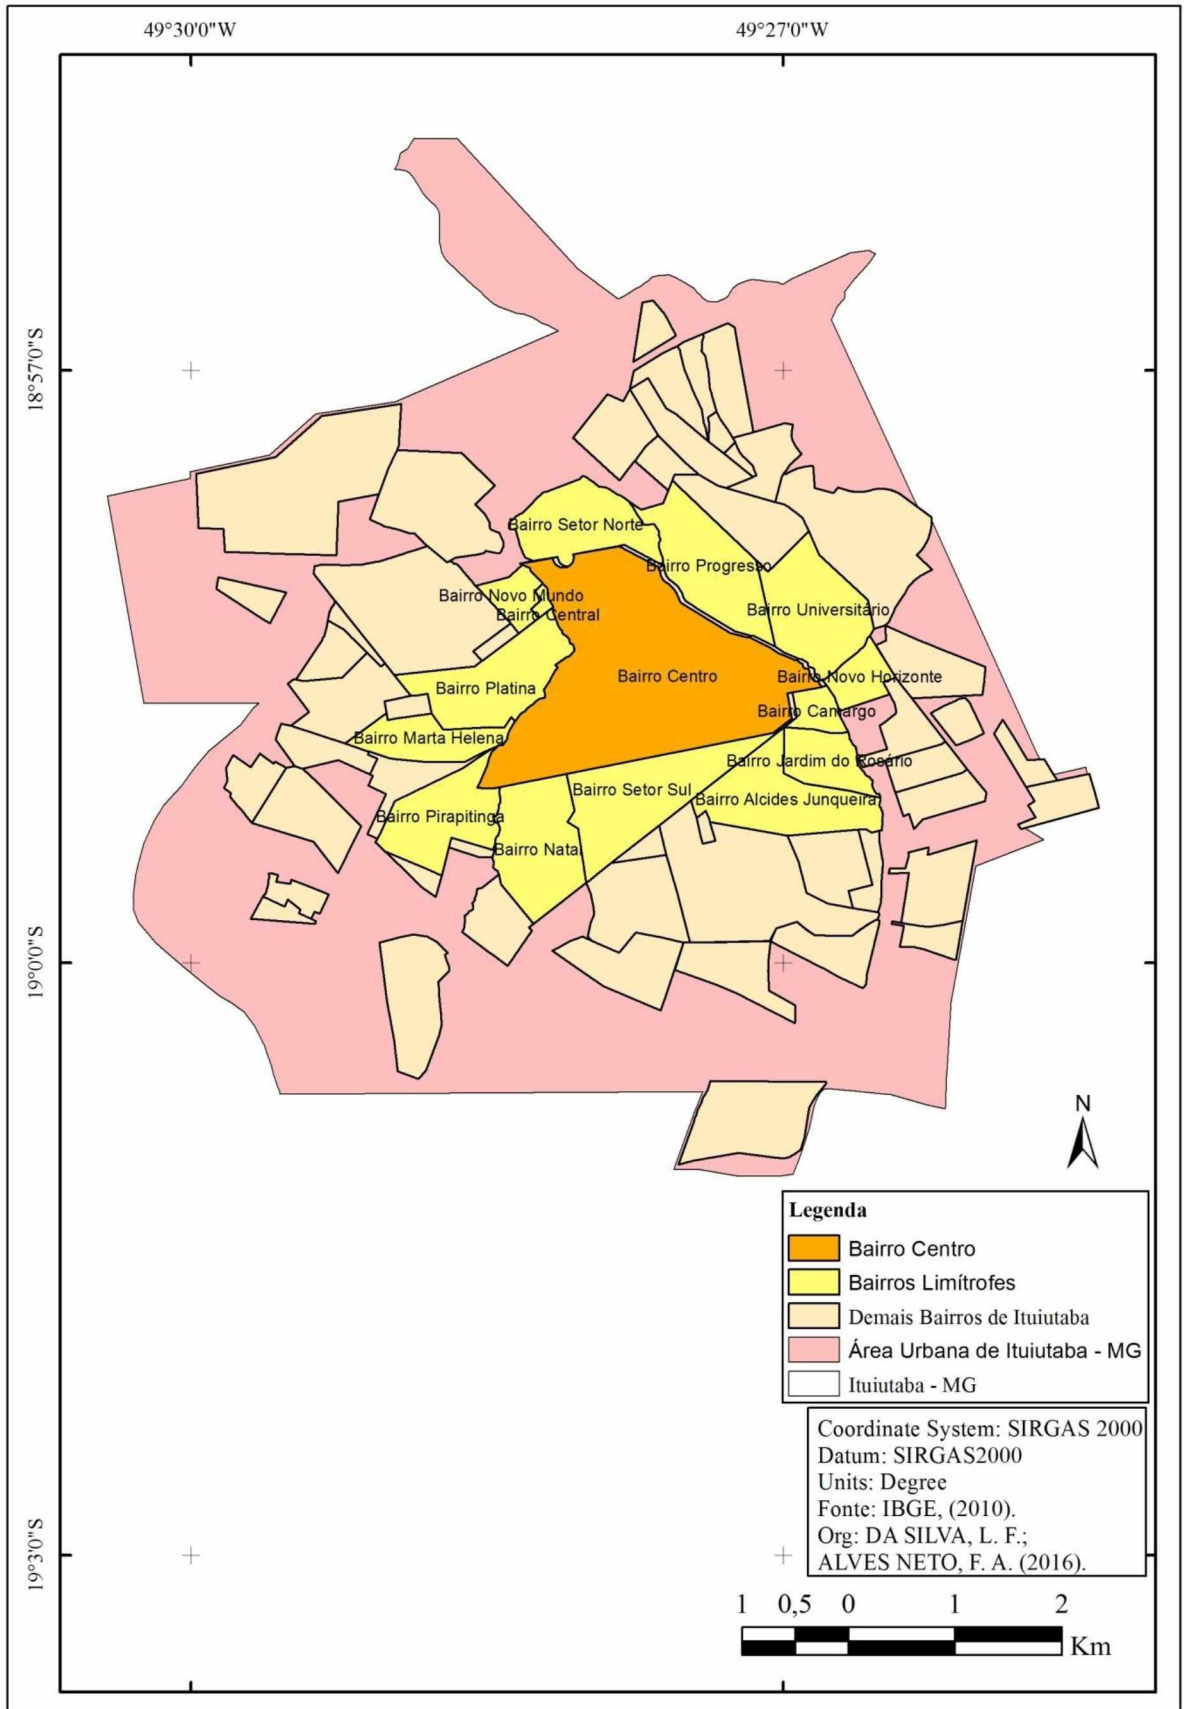 49°30'0"W
49°27'0"W
18°57'0"S
19°0'0"S
19°3'0"S
Bairro Setor Norte
Bairro Progresso
Bairro Novo Mundo
Bairro Universitário
Bairro Central
Bairro Centro
Bairro Novo Horizonte
Bairro Platina
Bairro Camargo
Bairro Marta Helena
Bairro Jardim do Rosário
Bairro Setor Sul
Bairro Alcides Junqueira
Bairro Pirapitinga
Bairro Natal
N
Legenda
Bairro Centro
Bairros Limítrofes
Demais Bairros de Ituiutaba
Área Urbana de Ituiutaba - MG
Ituiutaba - MG
Coordinate System: SIRGAS 2000
Datum: SIRGAS2000
Units: Degree
Fonte: IBGE, (2010).
Org: DA SILVA, L. F.;
ALVES NETO, F. A. (2016).
1 0,5 0 1 2
Km